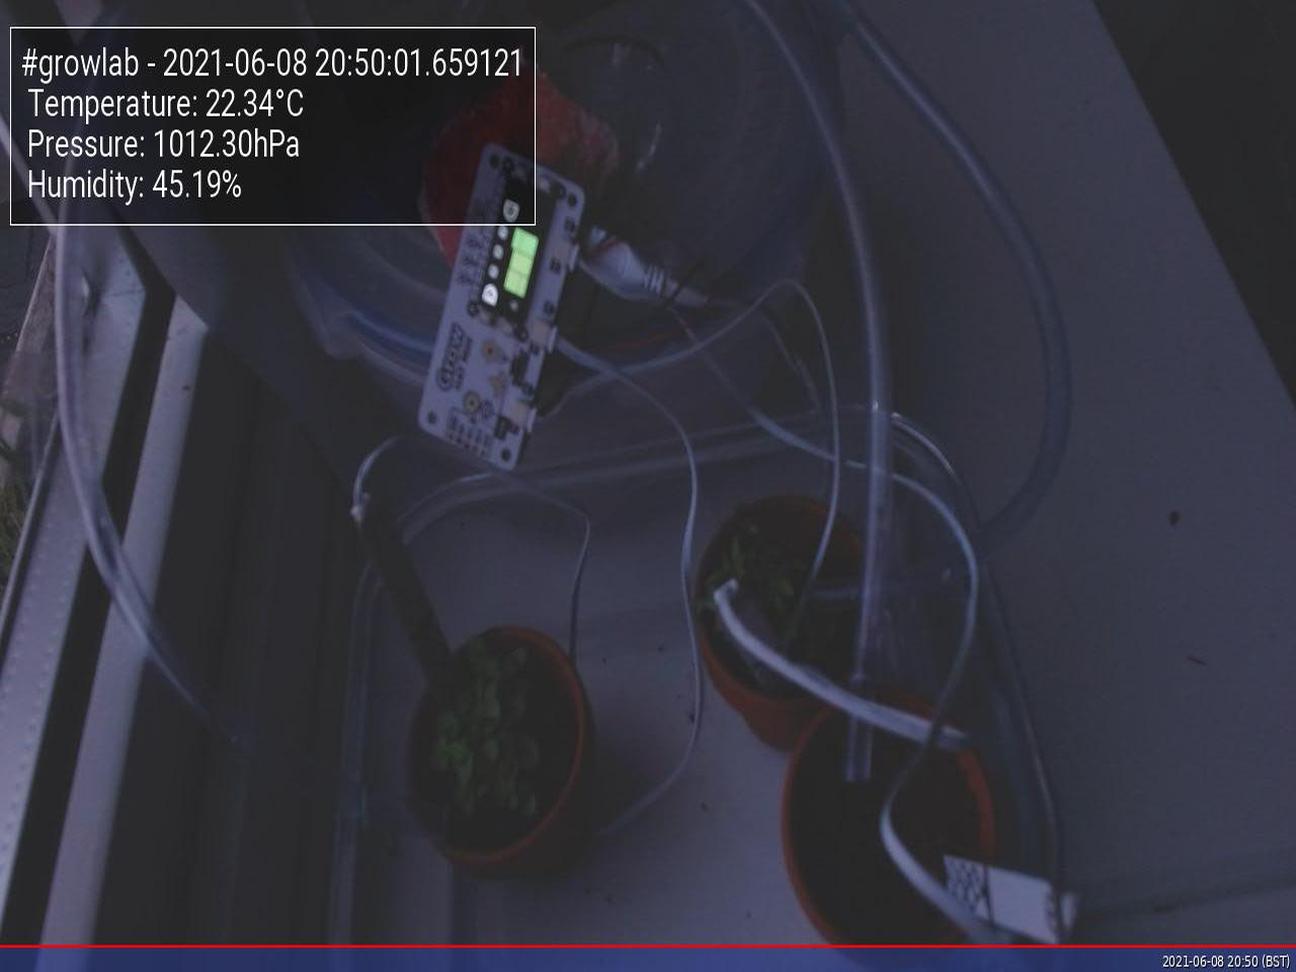 #growlab - 2021-06-08 20:50:01.659121
Temperature: 22.34°C
Pressure: 1012.30hPa
Humidity: 45.19%
Grow
2021-06-08 20:50 (BST)